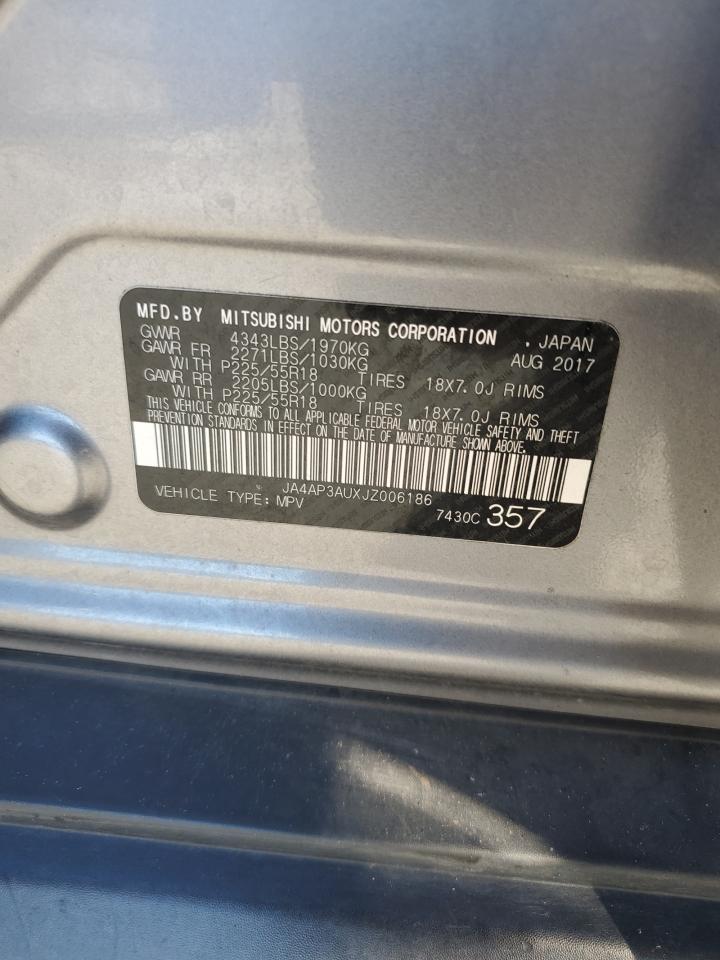 MFD.BY MITSUBISHI MOTORS CORPORATION . JAPAN
GVWR 4343LBS/1970KG AUG 2017
GAWR FR 2271LBS/1030KG
WITH P225/55R18 TIRES 18X7.0J RIMS
GAWR RR 2205LBS/1000KG
WITH P225/55R18 TIRES 18X7.0J RIMS
THIS VEHICLE CONFORMS TO ALL APPLICABLE FEDERAL MOTOR VEHICLE SAFETY AND THEFT
PREVENTION STANDARDS IN EFFECT ON THE DATE OF MANUFACTURE SHOWN ABOVE.
JA4AP3AUXJZ006186
VEHICLE TYPE: MPV 7430C 357